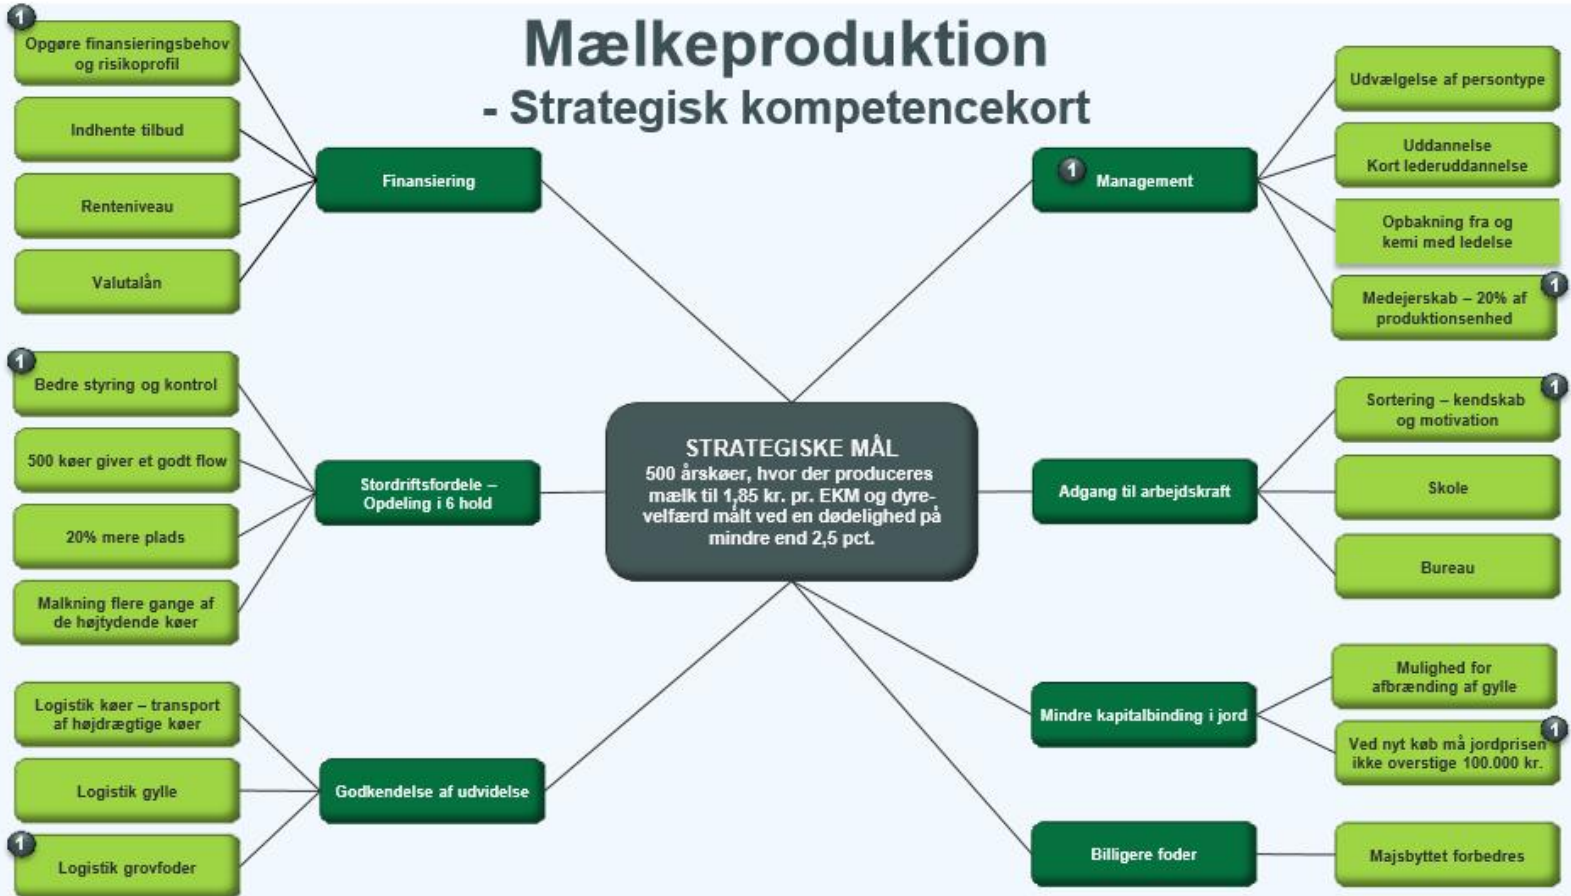 Mælkeproduktion
- Strategisk kompetencekort
1
Opgøre finansieringsbehov
og risikoprofil
Indhente tilbud
Renteniveau
Valutalån
Finansiering
1
Bedre styring og kontrol
500 køer giver et godt flow
20% mere plads
Malkning flere gange af
de højtydende køer
Stordriftsfordele –
Opdeling i 6 hold
Logistik køer – transport
af højdrægtige køer
Logistik gylle
1
Logistik grovfoder
Godkendelse af udvidelse
STRATEGISKE MÅL
500 årskøer, hvor der produceres
mælk til 1,85 kr. pr. EKM og dyre-
velfærd målt ved en dødelighed på
mindre end 2,5 pct.
1
Management
Udvælgelse af persontype
Uddannelse
Kort lederuddannelse
Opbakning fra og
kemi med ledelse
1
Medejerskab – 20% af
produktionsenhed
Adgang til arbejdskraft
1
Sortering – kendskab
og motivation
Skole
Bureau
Mindre kapitalbinding i jord
Mulighed for
afbrænding af gylle
1
Ved nyt køb må jordprisen
ikke overstige 100.000 kr.
Billigere foder
Majsbyttet forbedres